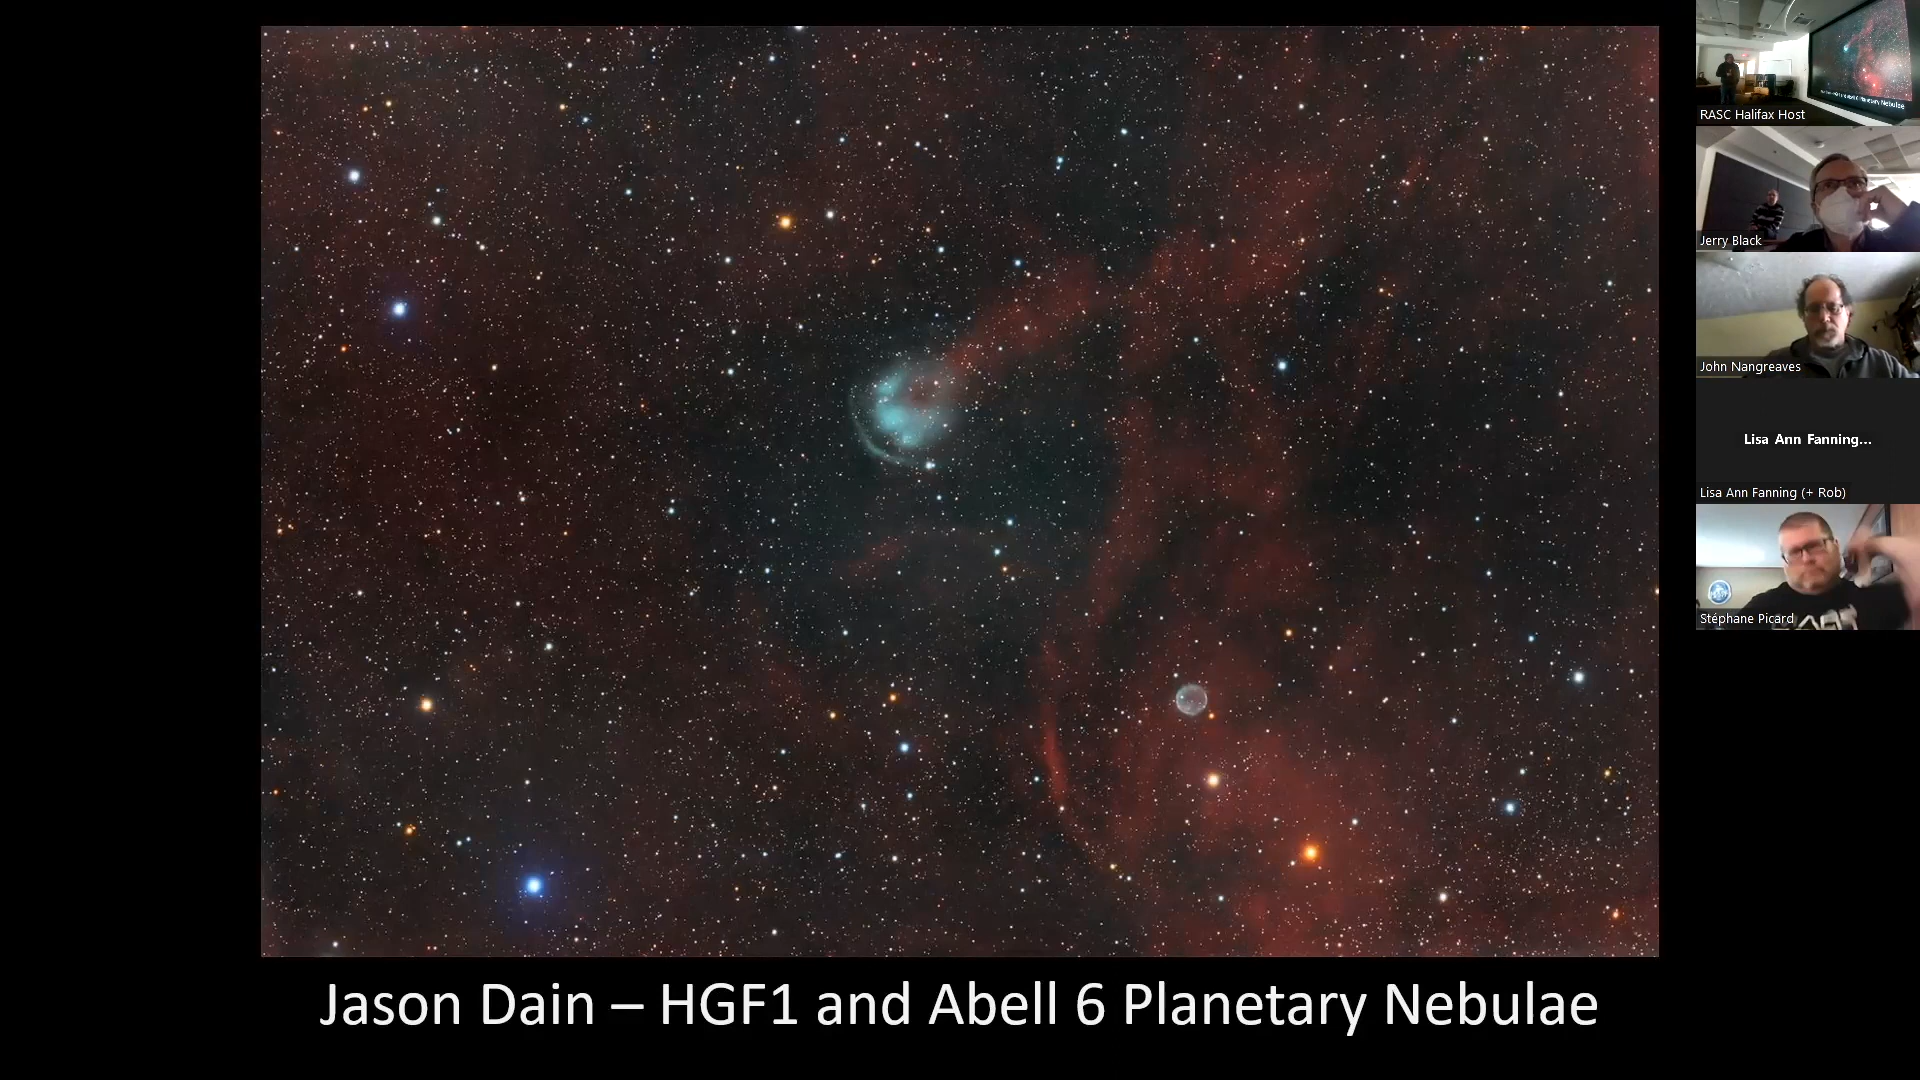 Jason Dain – HGF1 and Abell 6 Planetary Nebulae
RASC Halifax Host
Jerry Black
John Nangreaves
Lisa Ann Fanning...
Lisa Ann Fanning (+ Rob)
Stéphane Picard